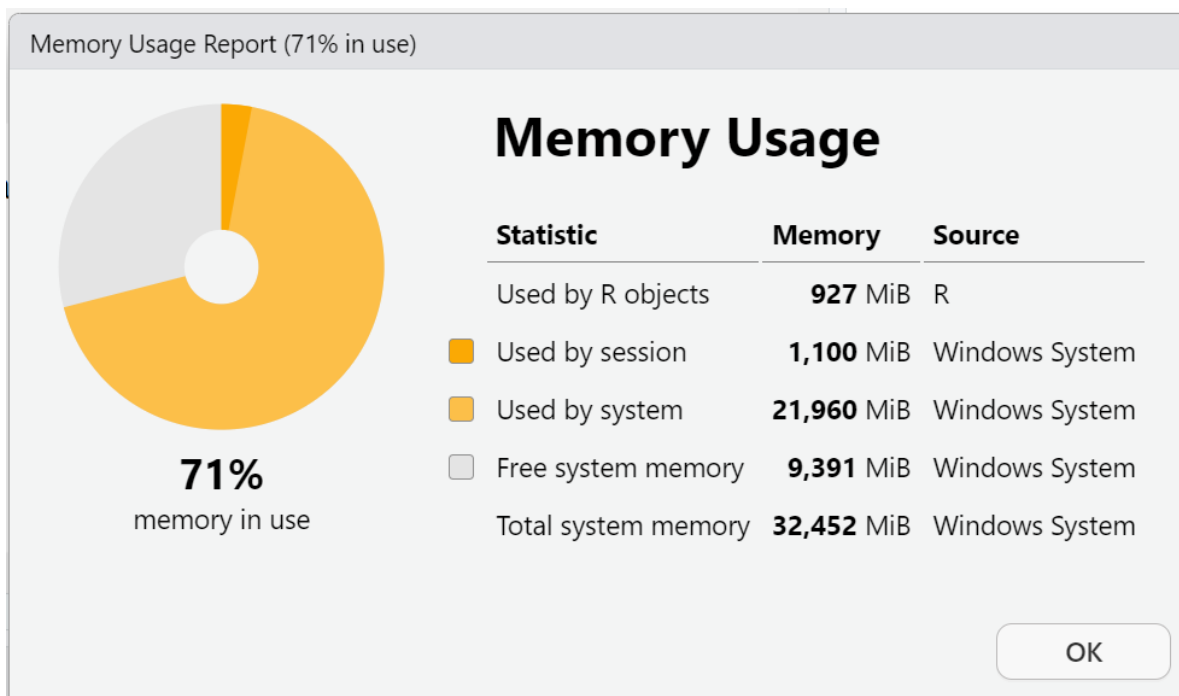 Memory Usage Report (71% in use)
71%
memory in use
Memory Usage
Statistic Memory Source
Used by R objects 927 MiB R
Used by session 1,100 MiB Windows System
Used by system 21,960 MiB Windows System
Free system memory 9,391 MiB Windows System
Total system memory 32,452 MiB Windows System
OK